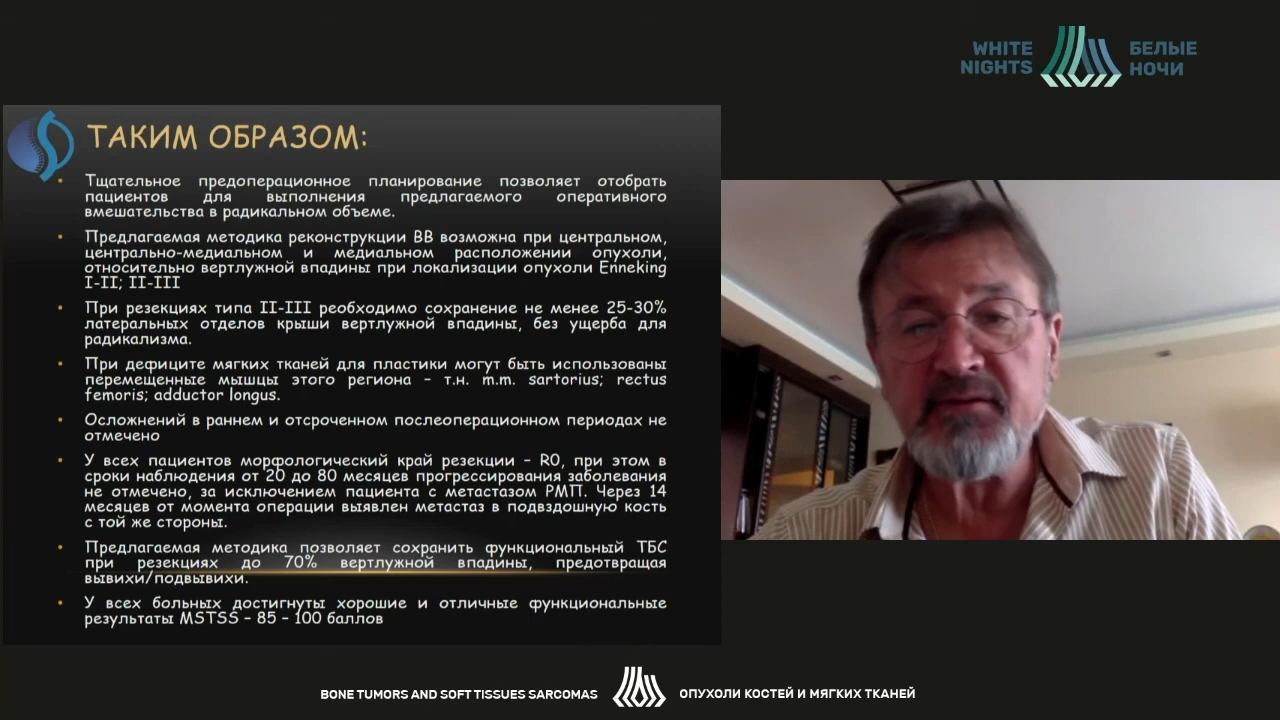 WHITE
NIGHTS
БЕЛЫЕ
НОЧИ
ТАКИМ ОБРАЗОМ:
• Тщательное предоперационное планирование позволяет отобрать
пациентов для выполнения предлагаемого оперативного
вмешательства в радикальном объеме.
• Предлагаемая методика реконструкции ВВ возможна при центральном,
центрально-медиальном и медиальном расположении опухоли,
относительно вертлужной впадины при локализации опухоли Enneking
I-II; II-III
• При резекциях типа II-III реобходимо сохранение не менее 25-30%
латеральных отделов крыши вертлужной впадины, без ущерба для
радикализма.
• При дефиците мягких тканей для пластики могут быть использованы
перемещенные мышцы этого региона – т.н. m.m. sartorius; rectus
femoris; adductor longus.
• Осложнений в раннем и отсроченном послеоперационном периодах не
отмечено
• У всех пациентов морфологический край резекции – R0, при этом в
сроки наблюдения от 20 до 80 месяцев прогрессирования заболевания
не отмечено, за исключением пациента с метастазом РМП. Через 14
месяцев от момента операции выявлен метастаз в подвздошную кость
с той же стороны.
• Предлагаемая методика позволяет сохранить функциональный ТБС
при резекциях до 70% вертлужной впадины, предотвращая
вывихи/подвывихи.
• У всех больных достигнуты хорошие и отличные функциональные
результаты MSTSS – 85 – 100 баллов
BONE TUMORS AND SOFT TISSUES SARCOMAS
ОПУХОЛИ КОСТЕЙ И МЯГКИХ ТКАНЕЙ